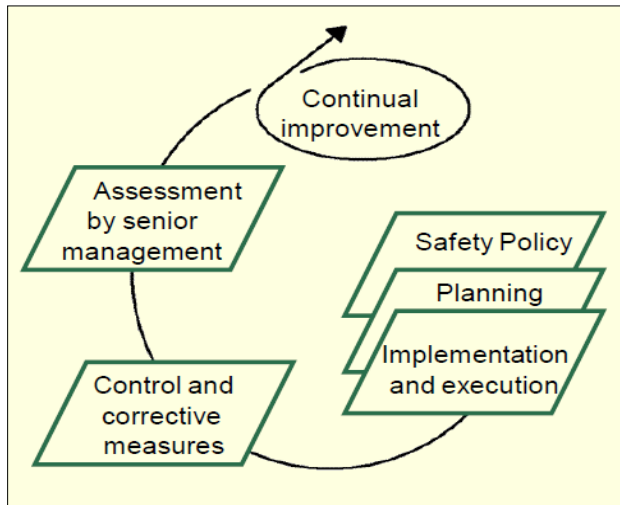 Continual
improvement
Assessment
by senior
management
Safety Policy
Planning
Implementation
and execution
Control and
corrective
measures